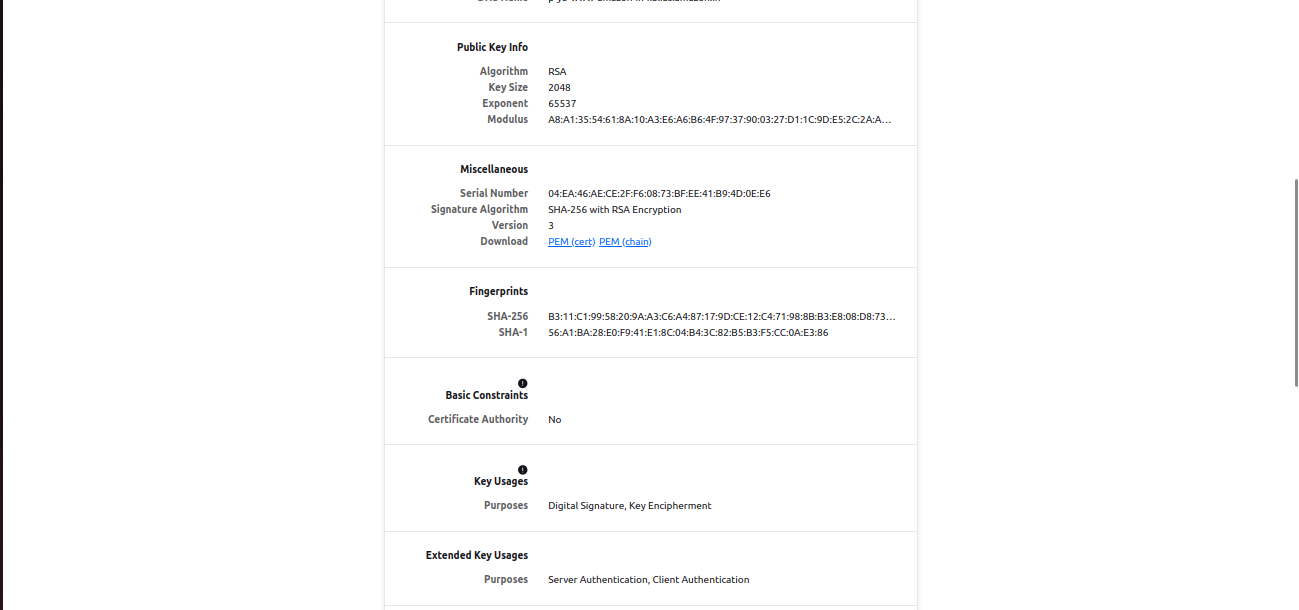 Public Key Info
Algorithm RSA
Key Size 2048
Exponent 65537
Modulus A8:A1:35:54:61:8A:10:A3:E6:A6:B6:4F:97:37:90:03:27:D1:1C:9D:E5:2C:2A:A…
Miscellaneous
Serial Number 04:EA:46:AE:CE:2F:F6:08:73:BF:EE:41:B9:4D:0E:E6
Signature Algorithm SHA-256 with RSA Encryption
Version 3
Download PEM (cert) PEM (chain)
Fingerprints
SHA-256 B3:11:C1:99:58:20:9A:A3:C6:A4:87:17:9D:CE:12:C4:71:98:8B:B3:E8:08:D8:73…
SHA-1 56:A1:BA:28:E0:F9:41:E1:8C:04:B4:3C:82:B5:B3:F5:CC:0A:E3:86
Basic Constraints
Certificate Authority No
Key Usages
Purposes Digital Signature, Key Encipherment
Extended Key Usages
Purposes Server Authentication, Client Authentication